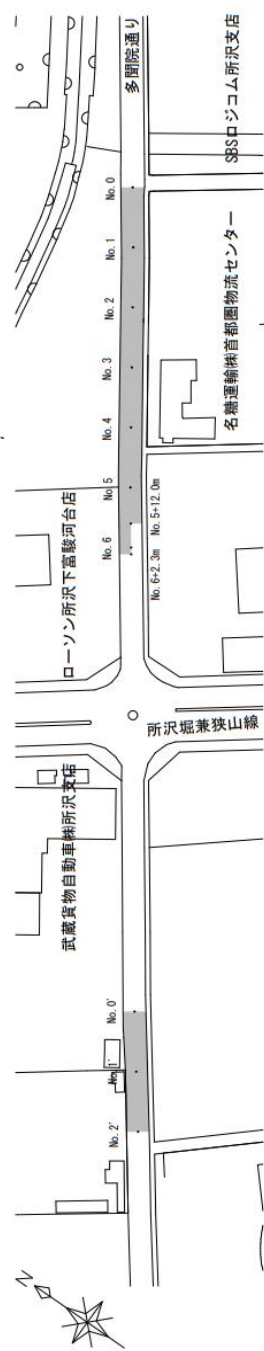 多聞院通り
SBSロジコム所沢支店
No.0
No.1
No.2
No.3
No.4
No.5
No.6
名糖運輸㈱首都圏物流センター
No.5+12.0m
No.6+2.3m
ローソン所沢下富駿河台店
所沢堀兼狭山線
武蔵貨物自動車㈱所沢支店
No.0'
No.1'
No.2'
N